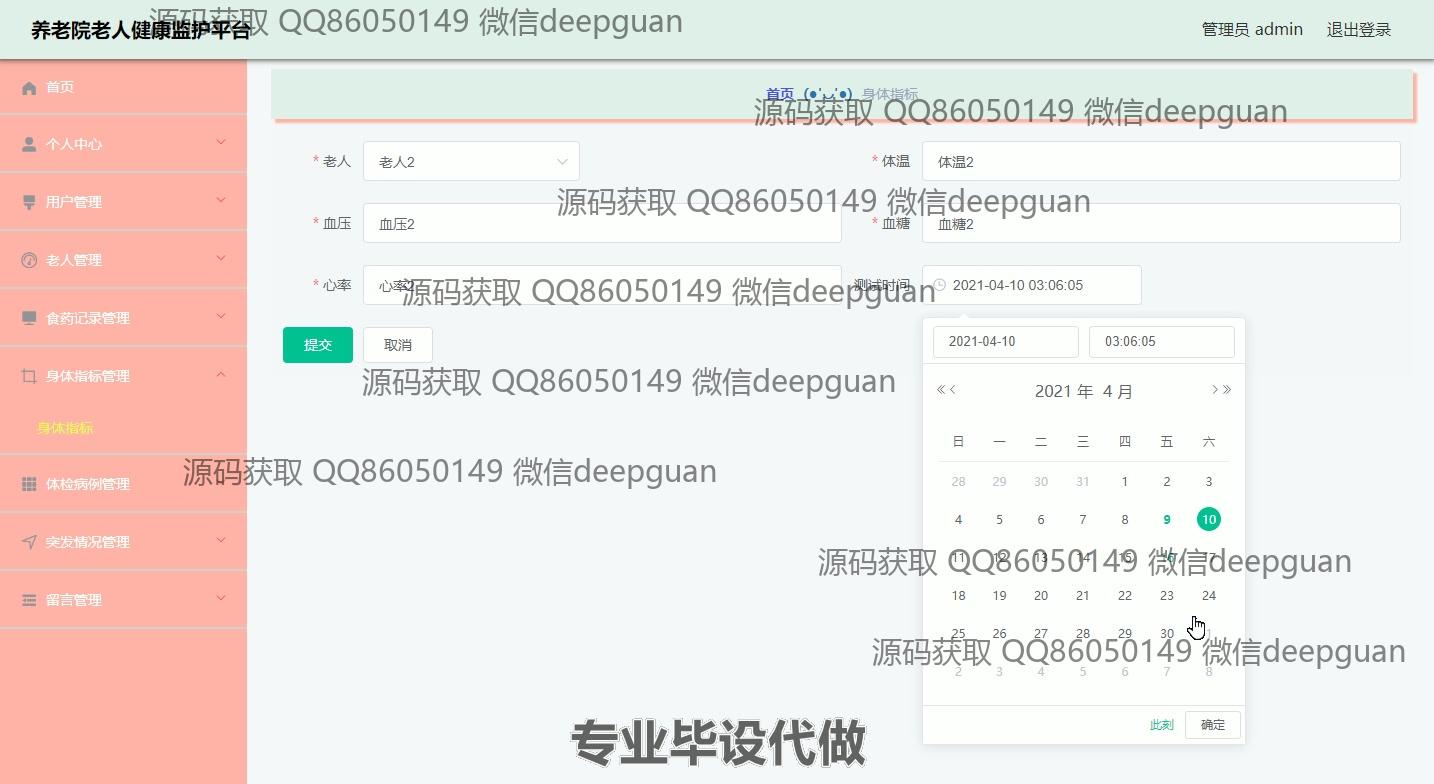 养老院老人健康监护平台
源码获取 QQ86050149 微信deepguan
管理员 admin 退出登录
首页
个人中心
用户管理
老人管理
食药记录管理
身体指标管理
身体指标
体检病例管理
突发情况管理
留言管理
首页 (●'◡'●) 身体指标
源码获取 QQ86050149 微信deepguan
* 老人 老人2 * 体温 体温2
源码获取 QQ86050149 微信deepguan
* 血压 血压2 * 血糖 血糖2
* 心率 心率2 测试时间 2021-04-10 03:06:05
源码获取 QQ86050149 微信deepguan
提交 取消
源码获取 QQ86050149 微信deepguan
源码获取 QQ86050149 微信deepguan
2021-04-10 03:06:05
2021 年 4 月
日 一 二 三 四 五 六
28 29 30 31 1 2 3
4 5 6 7 8 9 10
11 12 13 14 15 16 17
源码获取 QQ86050149 微信deepguan
18 19 20 21 22 23 24
25 26 27 28 29 30 1
源码获取 QQ86050149 微信deepguan
2 3 4 5 6 7 8
此刻 确定
专业毕设代做